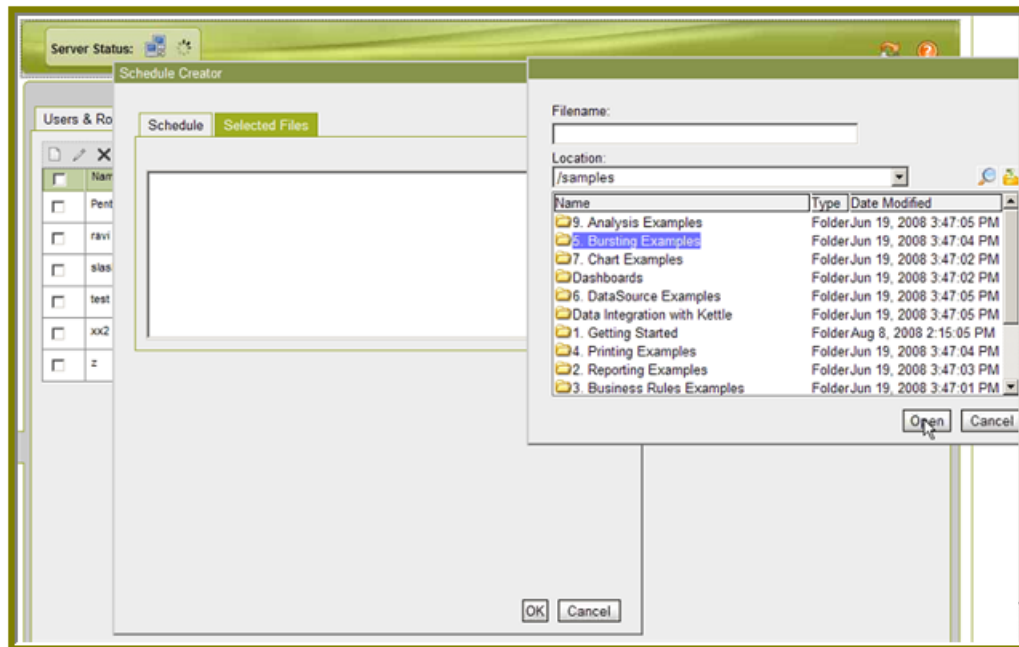 Server Status:
Schedule Creator
Users & Ro
Schedule Selected Files
Nam
Pent
ravi
slas
test
xx2
z
OK Cancel
Filename:
Location:
/samples
Name Type Date Modified
9. Analysis Examples Folder Jun 19, 2008 3:47:05 PM
5. Bursting Examples Folder Jun 19, 2008 3:47:04 PM
7. Chart Examples Folder Jun 19, 2008 3:47:02 PM
Dashboards Folder Jun 19, 2008 3:47:02 PM
6. DataSource Examples Folder Jun 19, 2008 3:47:05 PM
Data Integration with Kettle Folder Jun 19, 2008 3:47:05 PM
1. Getting Started Folder Aug 8, 2008 2:15:05 PM
4. Printing Examples Folder Jun 19, 2008 3:47:04 PM
2. Reporting Examples Folder Jun 19, 2008 3:47:03 PM
3. Business Rules Examples Folder Jun 19, 2008 3:47:01 PM
Open Cancel